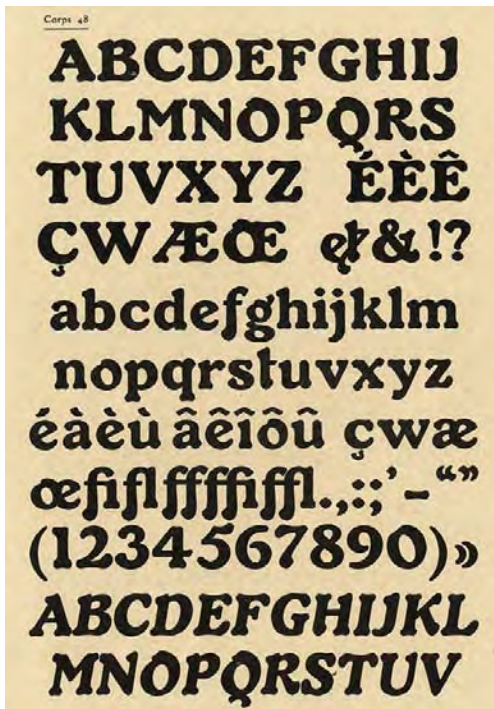 Corps 48
ABCDEFGHIJ
KLMNOPQRS
TUVXYZ ÉÈÊ
ÇWÆŒ &&!?
abcdefghijklm
nopqrstuvxyz
éàèù âêîôû çwæ
œfiflffffiffl.,:;’-“”
(1234567890)»
ABCDEFGHIJKL
MNOPQRSTUV